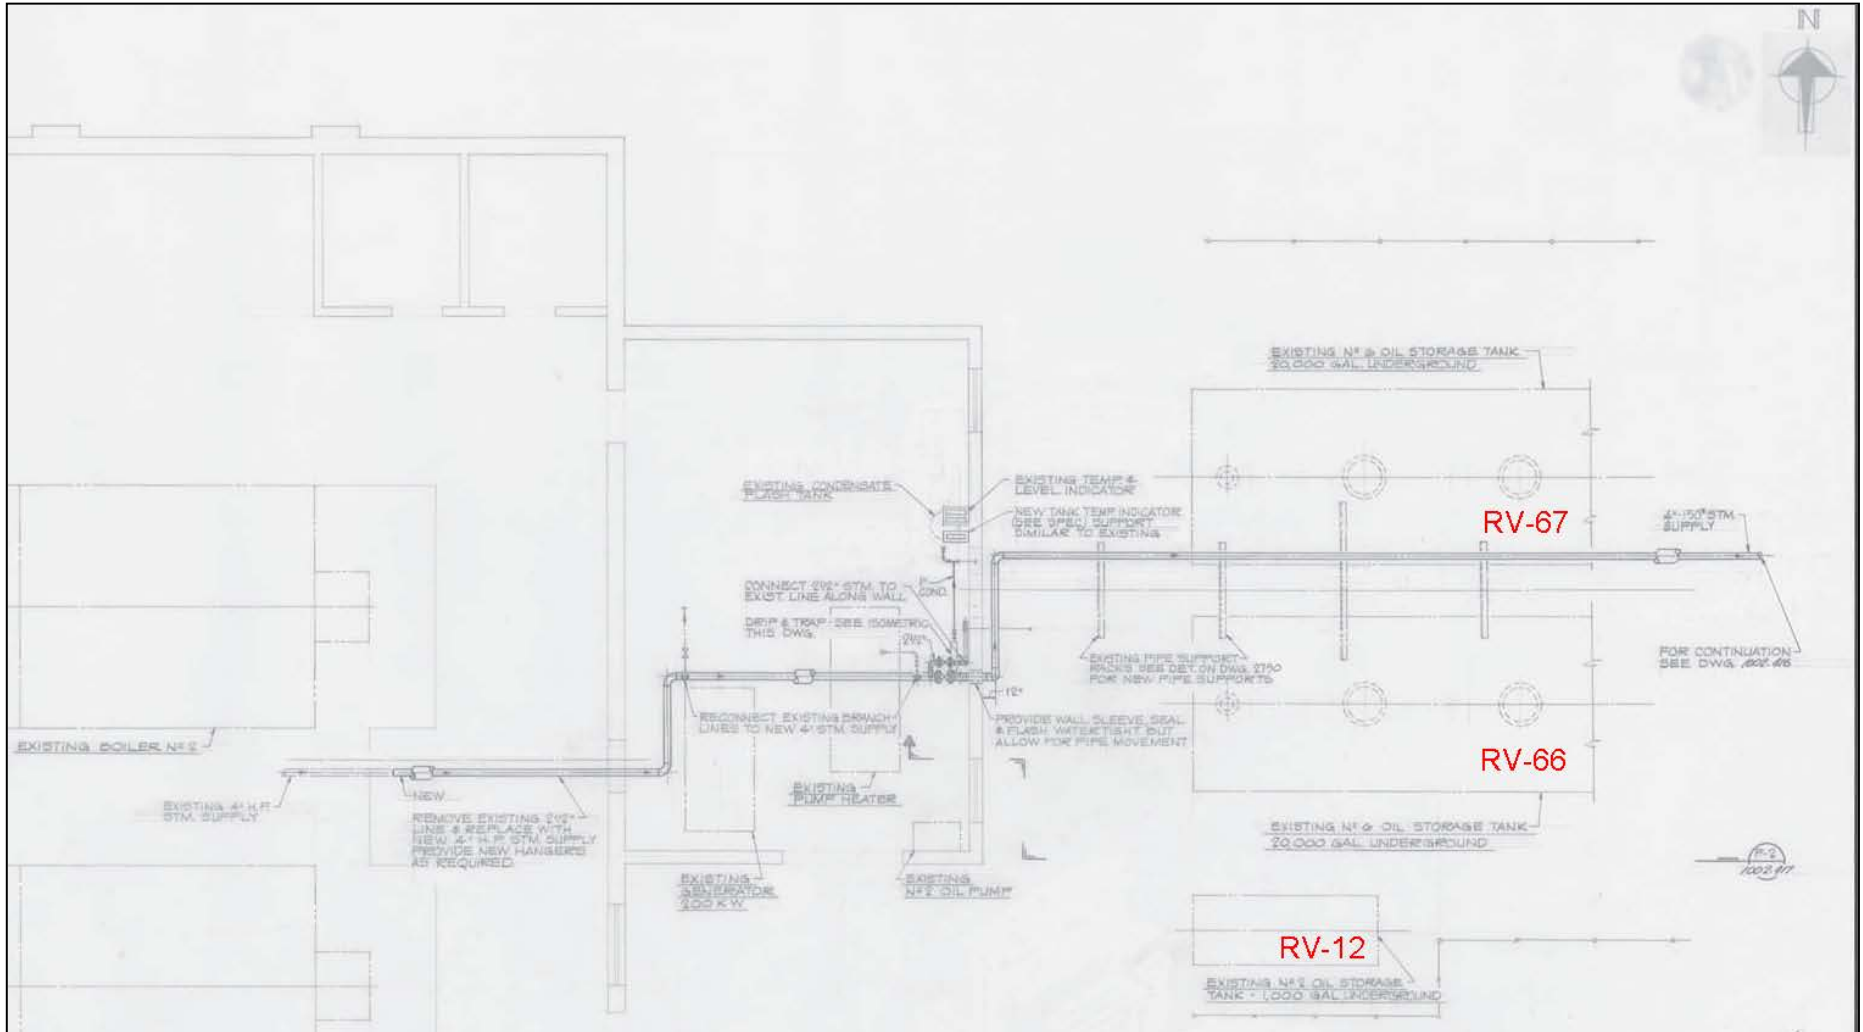 N
EXISTING Nº 6 OIL STORAGE TANK
20,000 GAL. UNDERGROUND
EXISTING CONDENSATE
FLASH TANK
EXISTING TEMP &
LEVEL INDICATOR
NEW TANK TEMP INDICATOR
(SEE SPEC) SUPPORT
SIMILAR TO EXISTING
RV-67
4"-150# STM.
SUPPLY
CONNECT 2½" STM. TO
EXIST LINE ALONG WALL
COND.
DRIP & TRAP - SEE ISOMETRIC
THIS DWG.
2½"
EXISTING PIPE SUPPORT
RACKS SEE DET. ON DWG. 2750
FOR NEW PIPE SUPPORTS
FOR CONTINUATION
SEE DWG.
12"
RECONNECT EXISTING BRANCH
LINES TO NEW 4" STM. SUPPLY
PROVIDE WALL SLEEVE, SEAL
& FLASH WATERTIGHT BUT
ALLOW FOR PIPE MOVEMENT
EXISTING BOILER Nº 2
RV-66
EXISTING
PUMP HEATER
EXISTING 4" H.P.
STM. SUPPLY
NEW
REMOVE EXISTING 2½"
LINE & REPLACE WITH
NEW 4" H.P. STM. SUPPLY
PROVIDE NEW HANGERS
AS REQUIRED.
EXISTING Nº 6 OIL STORAGE TANK
20,000 GAL. UNDERGROUND
P-2
1002.917
EXISTING
GENERATOR
200 KW
EXISTING
Nº 2 OIL PUMP
RV-12
EXISTING Nº 2 OIL STORAGE
TANK - 1,000 GAL. UNDERGROUND